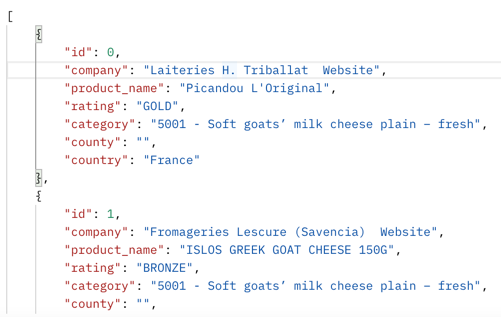 [
{
"id": 0,
"company": "Laiteries H. Triballat  Website",
"product_name": "Picandou L'Original",
"rating": "GOLD",
"category": "5001 - Soft goats’ milk cheese plain – fresh",
"county": "",
"country": "France"
},
{
"id": 1,
"company": "Fromageries Lescure (Savencia)  Website",
"product_name": "ISLOS GREEK GOAT CHEESE 150G",
"rating": "BRONZE",
"category": "5001 - Soft goats’ milk cheese plain – fresh",
"county": "",